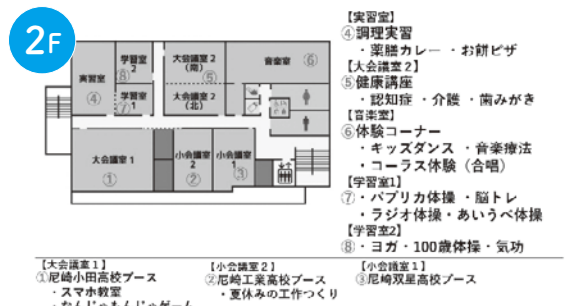 2F
実習室
④
学習室
2
⑧
⑦
学習室
1
大会議室2
(南)
⑤
大会議室2
(北)
音楽室
⑥
大会議室1
①
小会議室
2
②
小会議室
1
③
【実習室】
④調理実習
・薬膳カレー ・お餅ピザ
【大会議室2】
⑤健康講座
・認知症 ・介護 ・歯みがき
【音楽室】
⑥体験コーナー
・キッズダンス ・音楽療法
・コーラス体験(合唱)
【学習室1】
⑦・パプリカ体操 ・脳トレ
・ラジオ体操・あいうべ体操
【学習室2】
⑧・ヨガ・100歳体操・気功
【大会議室1】
①尼崎小田高校ブース
・スマホ教室
・なんじゃもんじゃゲーム
【小会議室2】
②尼崎工業高校ブース
・夏休みの工作つくり
【小会議室1】
③尼崎双星高校ブース